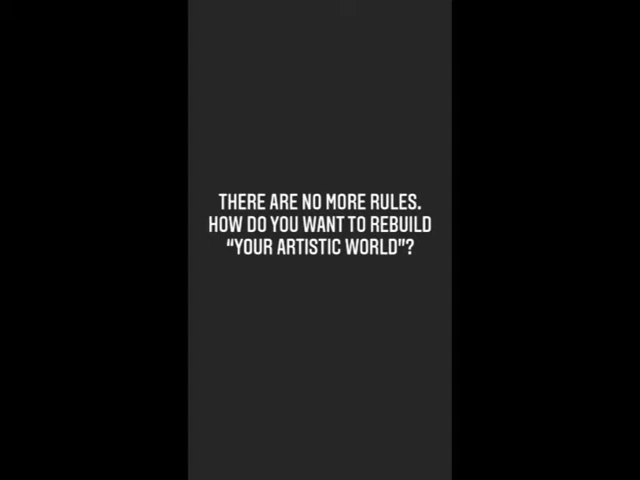 THERE ARE NO MORE RULES.
HOW DO YOU WANT TO REBUILD
“YOUR ARTISTIC WORLD”?